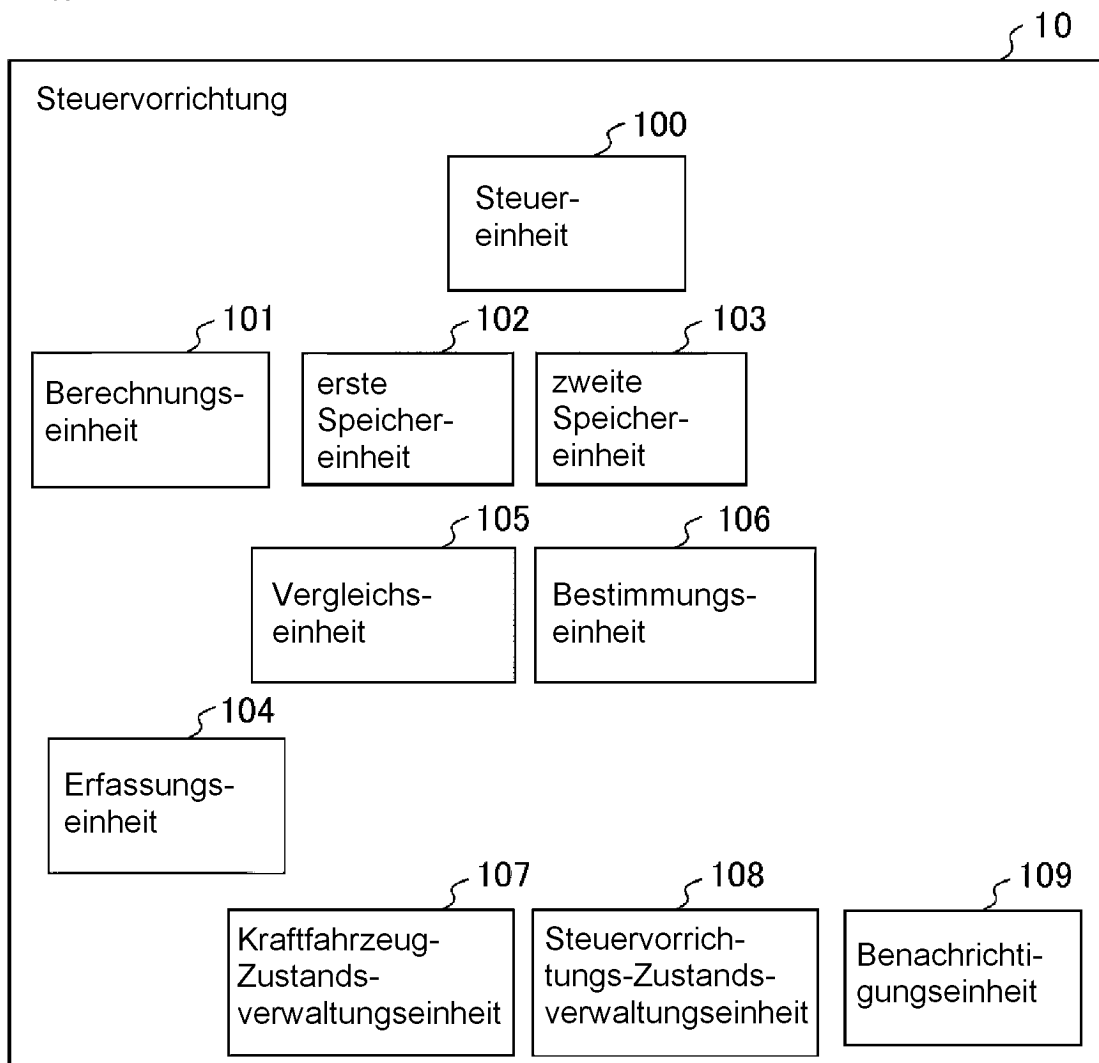 10
Steuervorrichtung
100
Steuer-
einheit
101
Berechnungs-
einheit
102
erste
Speicher-
einheit
103
zweite
Speicher-
einheit
105
Vergleichs-
einheit
106
Bestimmungs-
einheit
104
Erfassungs-
einheit
107
Kraftfahrzeug-
Zustands-
verwaltungseinheit
108
Steuervorrich-
tungs-Zustands-
verwaltungseinheit
109
Benachrichti-
gungseinheit